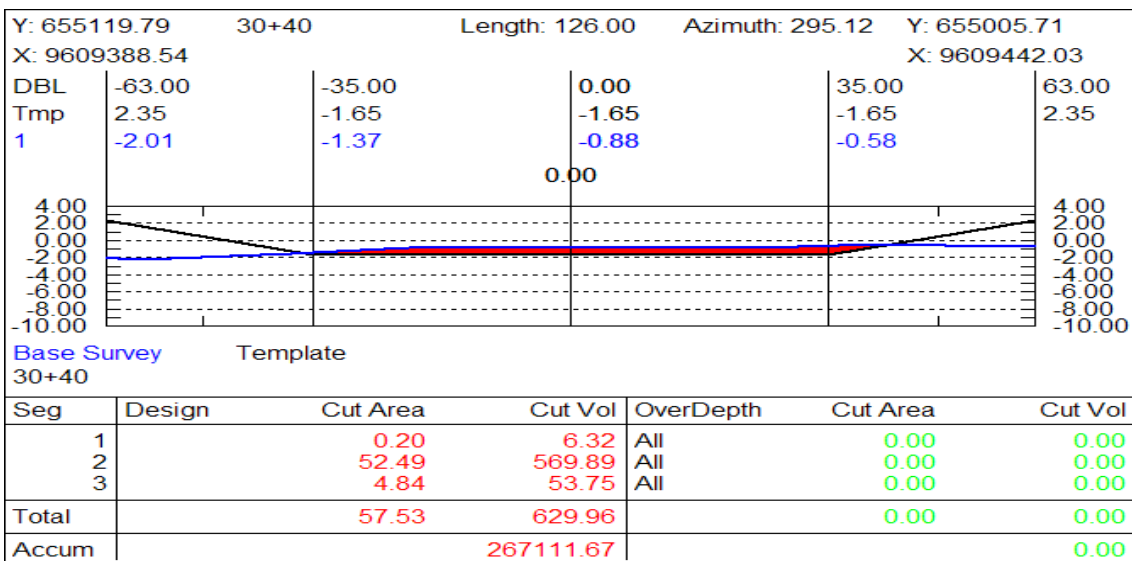 Y: 655119.79 30+40 Length: 126.00 Azimuth: 295.12 Y: 655005.71
X: 9609388.54 X: 9609442.03
DBL -63.00 -35.00 0.00 35.00 63.00
Tmp 2.35 -1.65 -1.65 -1.65 2.35
1 -2.01 -1.37 -0.88 -0.58
0.00
4.00 4.00
2.00 2.00
0.00 0.00
-2.00 -2.00
-4.00 -4.00
-6.00 -6.00
-8.00 -8.00
-10.00 -10.00
Base Survey Template
30+40
Seg Design Cut Area Cut Vol OverDepth Cut Area Cut Vol
1 0.20 6.32 All 0.00 0.00
2 52.49 569.89 All 0.00 0.00
3 4.84 53.75 All 0.00 0.00
Total 57.53 629.96 0.00 0.00
Accum 267111.67 0.00